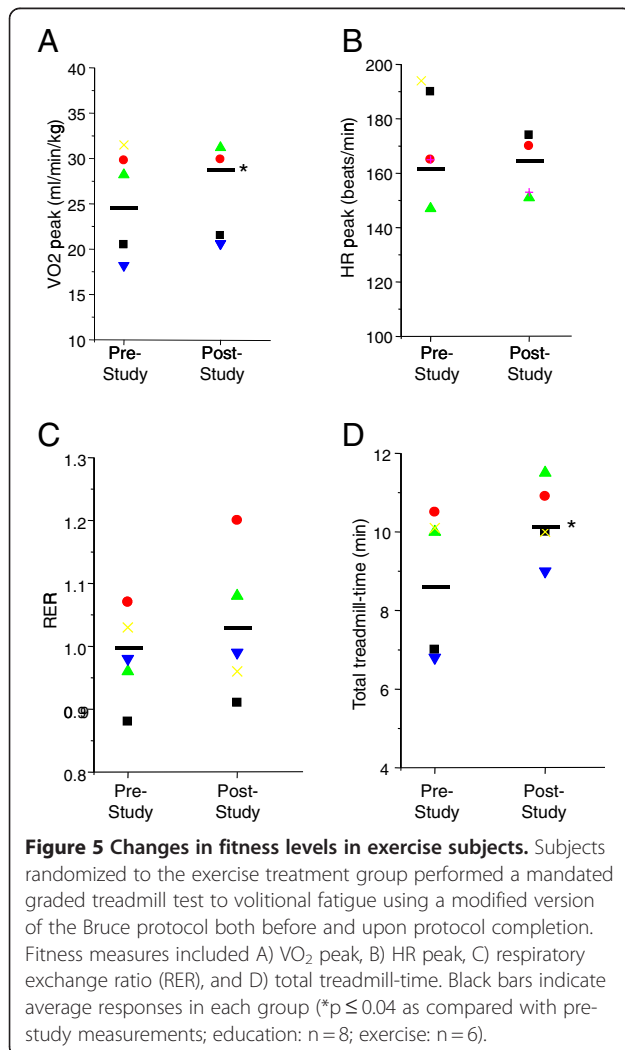 A
40
35
30
25
20
15
10
VO2 peak (ml/min/kg)
*
Pre-
Study
Post-
Study
B
200
180
160
140
120
100
HR peak (beats/min)
Pre-
Study
Post-
Study
C
1.3
1.2
1.1
1.0
0.9
0.8
RER
Pre-
Study
Post-
Study
D
12
10
8
6
4
Total treadmill-time (min)
*
Pre-
Study
Post-
Study
Figure 5 Changes in fitness levels in exercise subjects. Subjects
randomized to the exercise treatment group performed a mandated
graded treadmill test to volitional fatigue using a modified version
of the Bruce protocol both before and upon protocol completion.
Fitness measures included A) VO₂ peak, B) HR peak, C) respiratory
exchange ratio (RER), and D) total treadmill-time. Black bars indicate
average responses in each group (*p ≤ 0.04 as compared with pre-
study measurements; education: n = 8; exercise: n = 6).